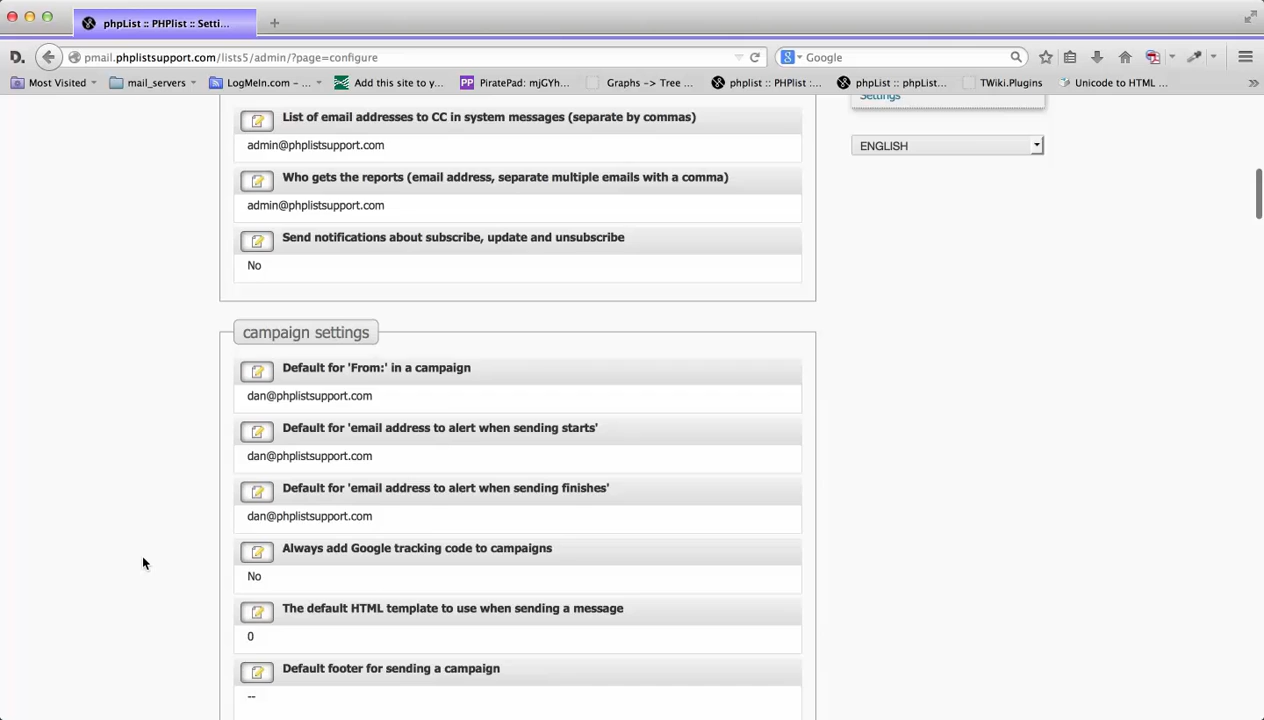 phpList :: PHPlist :: Setti...
pmail.phplistsupport.com/lists5/admin/?page=configure
Google
Most Visited
mail_servers
LogMeIn.com – ...
Add this site to y...
PP PiratePad: mjGYh...
Graphs -> Tree ...
phplist :: PHPlist :...
phpList :: phpList...
TWiki.Plugins
Unicode to HTML ...
Settings
List of email addresses to CC in system messages (separate by commas)
admin@phplistsupport.com
ENGLISH
Who gets the reports (email address, separate multiple emails with a comma)
admin@phplistsupport.com
Send notifications about subscribe, update and unsubscribe
No
campaign settings
Default for 'From:' in a campaign
dan@phplistsupport.com
Default for 'email address to alert when sending starts'
dan@phplistsupport.com
Default for 'email address to alert when sending finishes'
dan@phplistsupport.com
Always add Google tracking code to campaigns
No
The default HTML template to use when sending a message
0
Default footer for sending a campaign
--